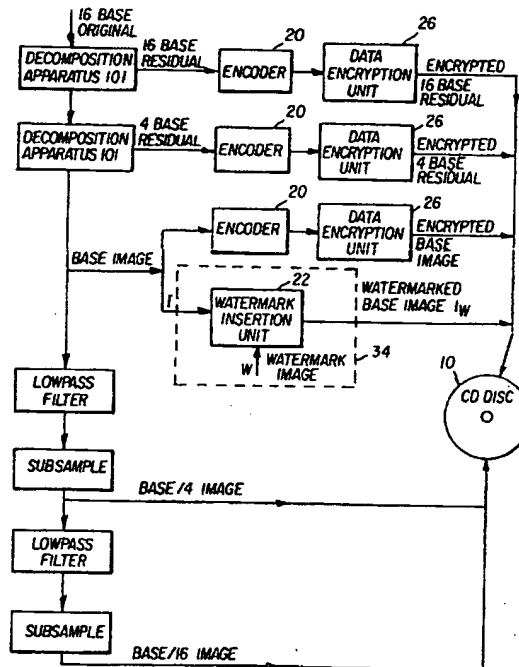 16 BASE
ORIGINAL
DECOMPOSITION
APPARATUS 101
16 BASE
RESIDUAL
20
ENCODER
26
DATA
ENCRYPTION
UNIT
ENCRYPTED
16 BASE
RESIDUAL
DECOMPOSITION
APPARATUS 101
4 BASE
RESIDUAL
20
ENCODER
26
DATA
ENCRYPTION
UNIT
ENCRYPTED
4 BASE
RESIDUAL
20
ENCODER
26
DATA
ENCRYPTION
UNIT
ENCRYPTED
BASE
IMAGE
BASE IMAGE
I
22
WATERMARK
INSERTION
UNIT
WATERMARKED
BASE IMAGE IW
W WATERMARK
IMAGE
34
10
CD DISC
LOWPASS
FILTER
SUBSAMPLE
BASE/4 IMAGE
LOWPASS
FILTER
SUBSAMPLE
BASE/16 IMAGE